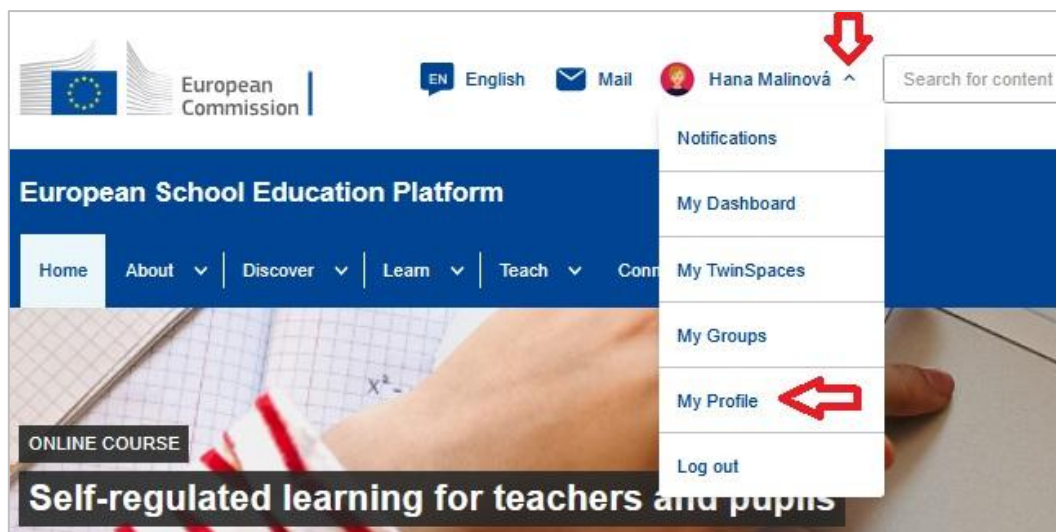 European
Commission
EN English Mail Hana Malinová Search for content
Notifications
European School Education Platform
My Dashboard
Home About Discover Learn Teach
My TwinSpaces
My Groups
x²-
My Profile
ONLINE COURSE
Log out
Self-regulated learning for teachers and pupils